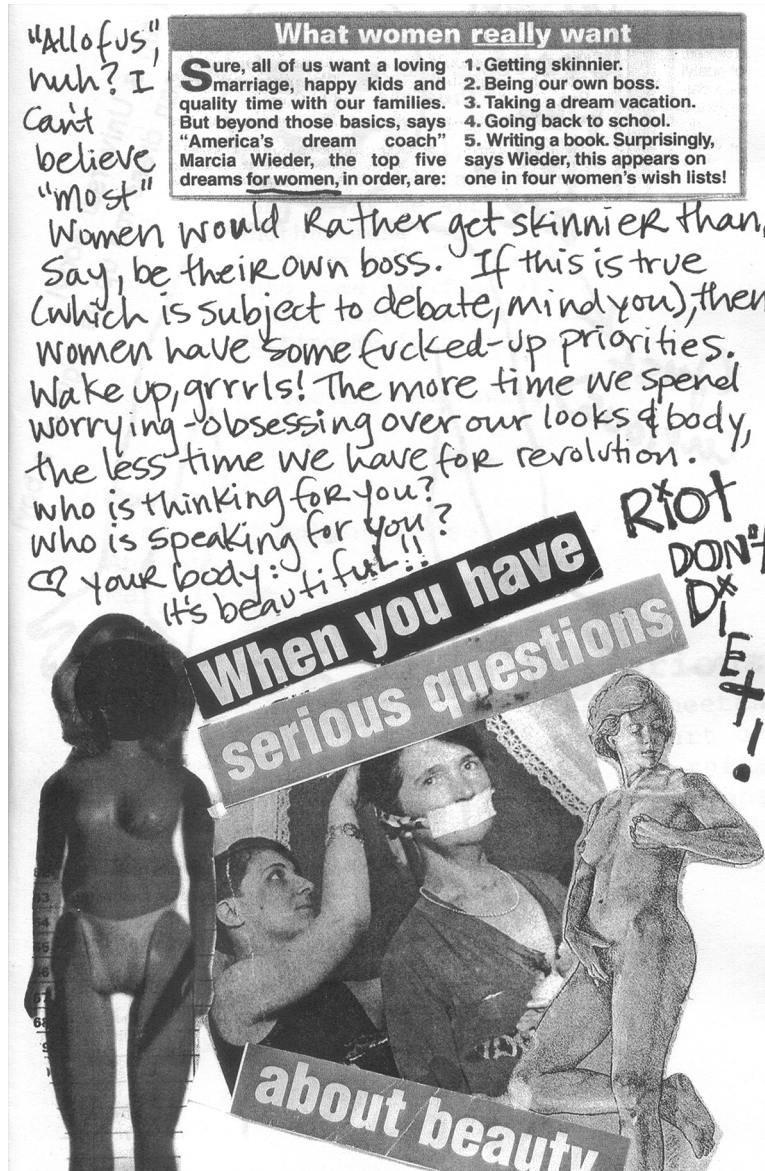 What women really want
Sure, all of us want a loving
marriage, happy kids and
quality time with our families.
But beyond those basics, says
"America's dream coach"
Marcia Wieder, the top five
dreams for women, in order, are:
1. Getting skinnier.
2. Being our own boss.
3. Taking a dream vacation.
4. Going back to school.
5. Writing a book. Surprisingly,
says Wieder, this appears on
one in four women's wish lists!
"All of us",
huh? I
can't
believe
"most"
women would rather get skinnier than,
say, be their own boss. If this is true
(which is subject to debate, mind you), then
women have some fucked-up priorities.
Wake up, grrrls! The more time we spend
worrying-obsessing over our looks & body,
the less time we have for revolution.
who is thinking for you?
who is speaking for you?
♡ your body:
it's beautiful!!
RiOT
DON'T
DiET!
When you have
serious questions
about beauty
68